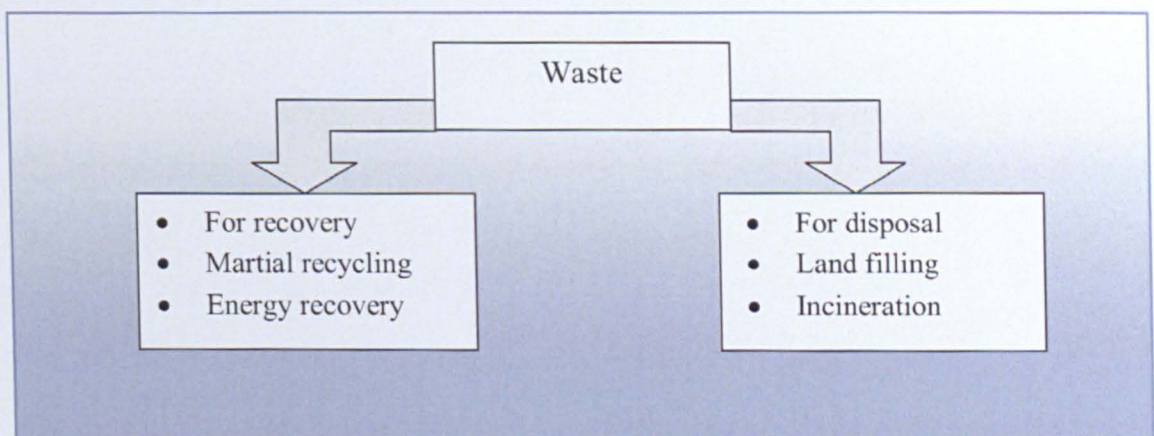 Waste
• For recovery
• Martial recycling
• Energy recovery
• For disposal
• Land filling
• Incineration